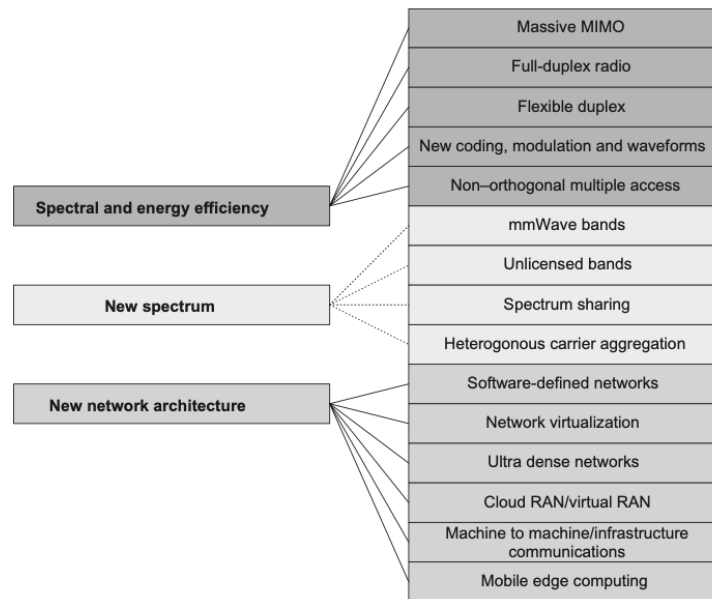 Massive MIMO
Full-duplex radio
Flexible duplex
New coding, modulation and waveforms
Spectral and energy efficiency
Non–orthogonal multiple access
mmWave bands
Unlicensed bands
New spectrum
Spectrum sharing
Heterogonous carrier aggregation
Software-defined networks
New network architecture
Network virtualization
Ultra dense networks
Cloud RAN/virtual RAN
Machine to machine/infrastructure
communications
Mobile edge computing